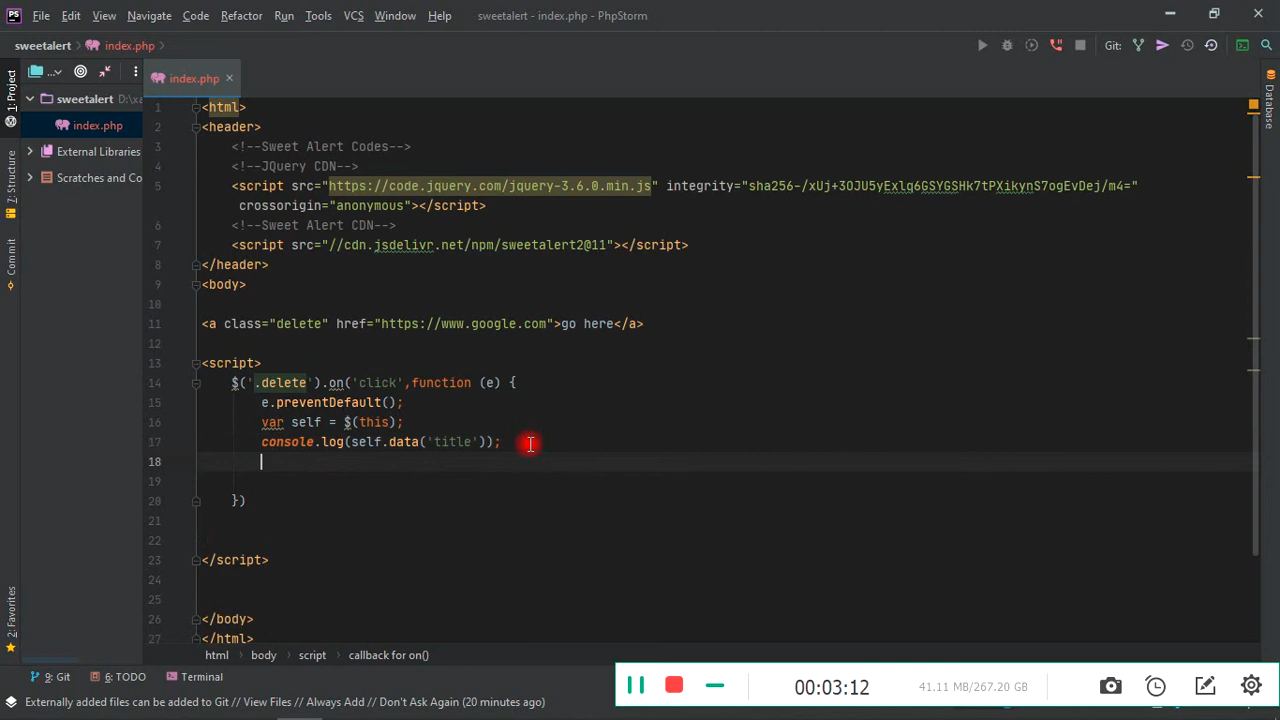 PS File Edit View Navigate Code Refactor Run Tools VCS Window Help sweetalert - index.php - PhpStorm
sweetalert index.php Git:
... index.php
1: Project
Z: Structure
Commit
2: Favorites
Database
sweetalert D:\xa
index.php
External Libraries
Scratches and Co
1 <html>
2 <header>
3 <!--Sweet Alert Codes-->
4 <!--JQuery CDN-->
5 <script src="https://code.jquery.com/jquery-3.6.0.min.js" integrity="sha256-/xUj+3OJU5yExlq6GSYGSHk7tPXikynS7ogEvDej/m4="
crossorigin="anonymous"></script>
6 <!--Sweet Alert CDN-->
7 <script src="//cdn.jsdelivr.net/npm/sweetalert2@11"></script>
8 </header>
9 <body>
10
11 <a class="delete" href="https://www.google.com">go here</a>
12
13 <script>
14 $('.delete').on('click',function (e) {
15 e.preventDefault();
16 var self = $(this);
17 console.log(self.data('title'));
18
19
20 })
21
22
23 </script>
24
25
26 </body>
27 </html>
html body script callback for on()
9: Git 6: TODO Terminal
00:03:12 41.11 MB/267.20 GB
Externally added files can be added to Git // View Files // Always Add // Don't Ask Again (20 minutes ago)